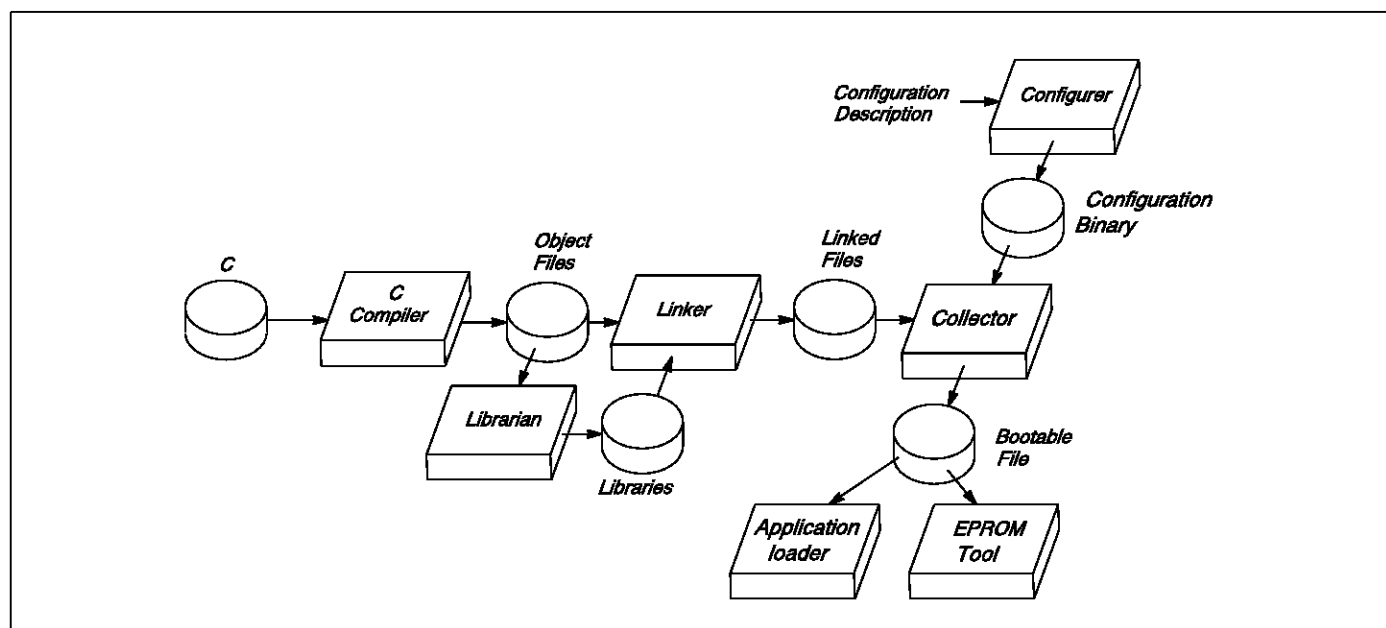 Configuration
Description
Configurer
Configuration
Binary
C
C
Compiler
Object
Files
Linker
Linked
Files
Collector
Librarian
Libraries
Bootable
File
Application
loader
EPROM
Tool